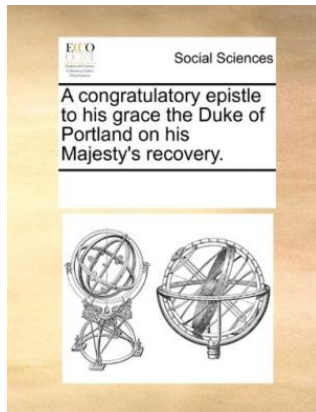 ECCO
Social Sciences
A congratulatory epistle
to his grace the Duke of
Portland on his
Majesty's recovery.